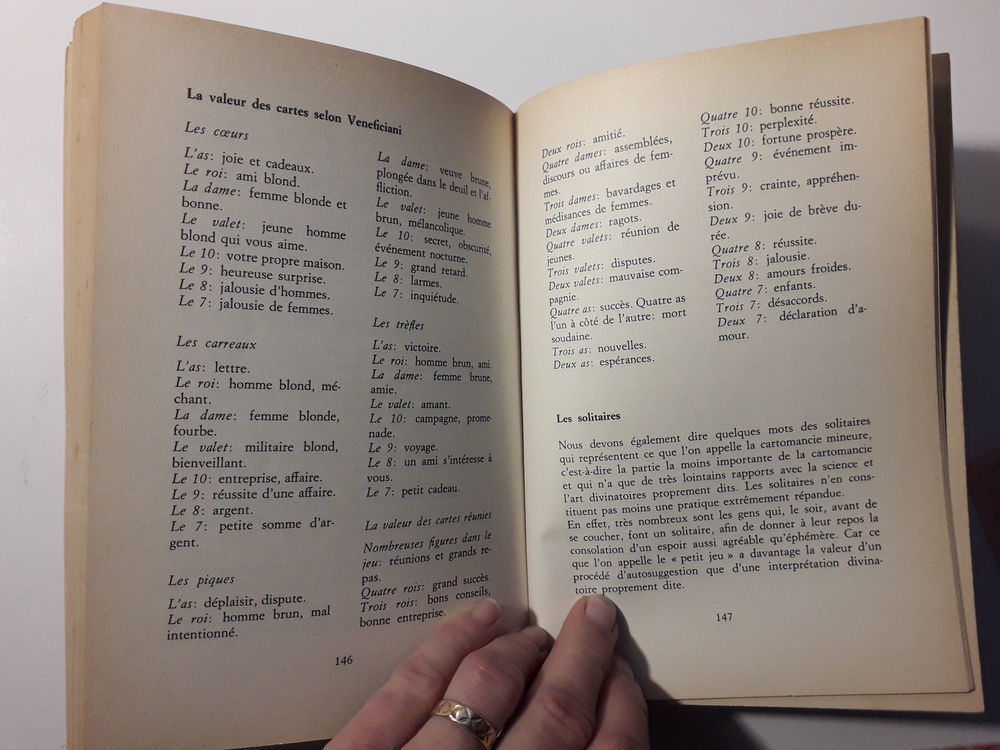 La valeur des cartes selon Veneficiani
Les cœurs
L'as: joie et cadeaux.
Le roi: ami blond.
La dame: femme blonde et
bonne.
Le valet: jeune homme
blond qui vous aime.
Le 10: votre propre maison.
Le 9: heureuse surprise.
Le 8: jalousie d'hommes.
Le 7: jalousie de femmes.
Les carreaux
L'as: lettre.
Le roi: homme blond, mé-
chant.
La dame: femme blonde,
fourbe.
Le valet: militaire blond,
bienveillant.
Le 10: entreprise, affaire.
Le 9: réussite d'une affaire.
Le 8: argent.
Le 7: petite somme d'ar-
gent.
Les piques
L'as: déplaisir, dispute.
Le roi: homme brun, mal
intentionné.
La dame: veuve brune,
plongée dans le deuil et l'af-
fliction.
Le valet: jeune homme
brun, mélancolique.
Le 10: secret, obscurité,
événement nocturne.
Le 9: grand retard.
Le 8: larmes.
Le 7: inquiétude.
Les trèfles
L'as: victoire.
Le roi: homme brun, ami.
La dame: femme brune,
amie.
Le valet: amant.
Le 10: campagne, prome-
nade.
Le 9: voyage.
Le 8: un ami s'intéresse à
vous.
Le 7: petit cadeau.
La valeur des cartes réunies
Nombreuses figures dans le
jeu: réunions et grands re-
pas.
Quatre rois: grand succès.
Trois rois: bons conseils,
bonne entreprise.
146
Deux rois: amitié.
Quatre dames: assemblées,
discours ou affaires de fem-
mes.
Trois dames: bavardages et
médisances de femmes.
Deux dames: ragots.
Quatre valets: réunion de
jeunes.
Trois valets: disputes.
Deux valets: mauvaise com-
pagnie.
Quatre as: succès. Quatre as
l'un à côté de l'autre: mort
soudaine.
Trois as: nouvelles.
Deux as: espérances.
Quatre 10: bonne réussite.
Trois 10: perplexité.
Deux 10: fortune prospère.
Quatre 9: événement im-
prévu.
Trois 9: crainte, appréhen-
sion.
Deux 9: joie de brève du-
rée.
Quatre 8: réussite.
Trois 8: jalousie.
Deux 8: amours froides.
Quatre 7: enfants.
Trois 7: désaccords.
Deux 7: déclaration d'a-
mour.
Les solitaires
Nous devons également dire quelques mots des solitaires
qui représentent ce que l'on appelle la cartomancie mineure,
c'est-à-dire la partie la moins importante de la cartomancie
et qui n'a que de très lointains rapports avec la science et
l'art divinatoires proprement dits. Les solitaires n'en cons-
tituent pas moins une pratique extrêmement répandue.
En effet, très nombreux sont les gens qui, le soir, avant de
se coucher, font un solitaire, afin de donner à leur repos la
consolation d'un espoir aussi agréable qu'éphémère. Car ce
que l'on appelle le « petit jeu » a davantage la valeur d'un
procédé d'autosuggestion que d'une interprétation divina-
toire proprement dite.
147